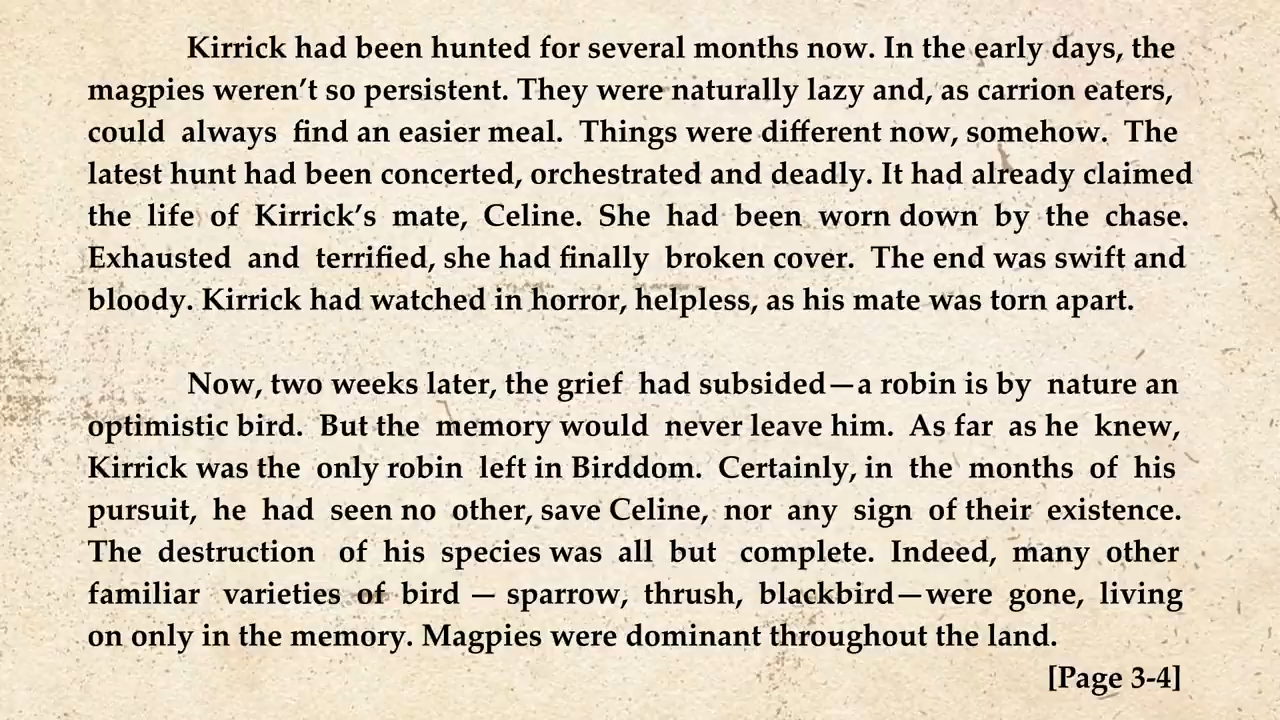 Kirrick had been hunted for several months now. In the early days, the
magpies weren’t so persistent. They were naturally lazy and, as carrion eaters,
could always find an easier meal. Things were different now, somehow. The
latest hunt had been concerted, orchestrated and deadly. It had already claimed
the life of Kirrick’s mate, Celine. She had been worn down by the chase.
Exhausted and terrified, she had finally broken cover. The end was swift and
bloody. Kirrick had watched in horror, helpless, as his mate was torn apart.
Now, two weeks later, the grief had subsided—a robin is by nature an
optimistic bird. But the memory would never leave him. As far as he knew,
Kirrick was the only robin left in Birddom. Certainly, in the months of his
pursuit, he had seen no other, save Celine, nor any sign of their existence.
The destruction of his species was all but complete. Indeed, many other
familiar varieties of bird — sparrow, thrush, blackbird—were gone, living
on only in the memory. Magpies were dominant throughout the land.
[Page 3-4]